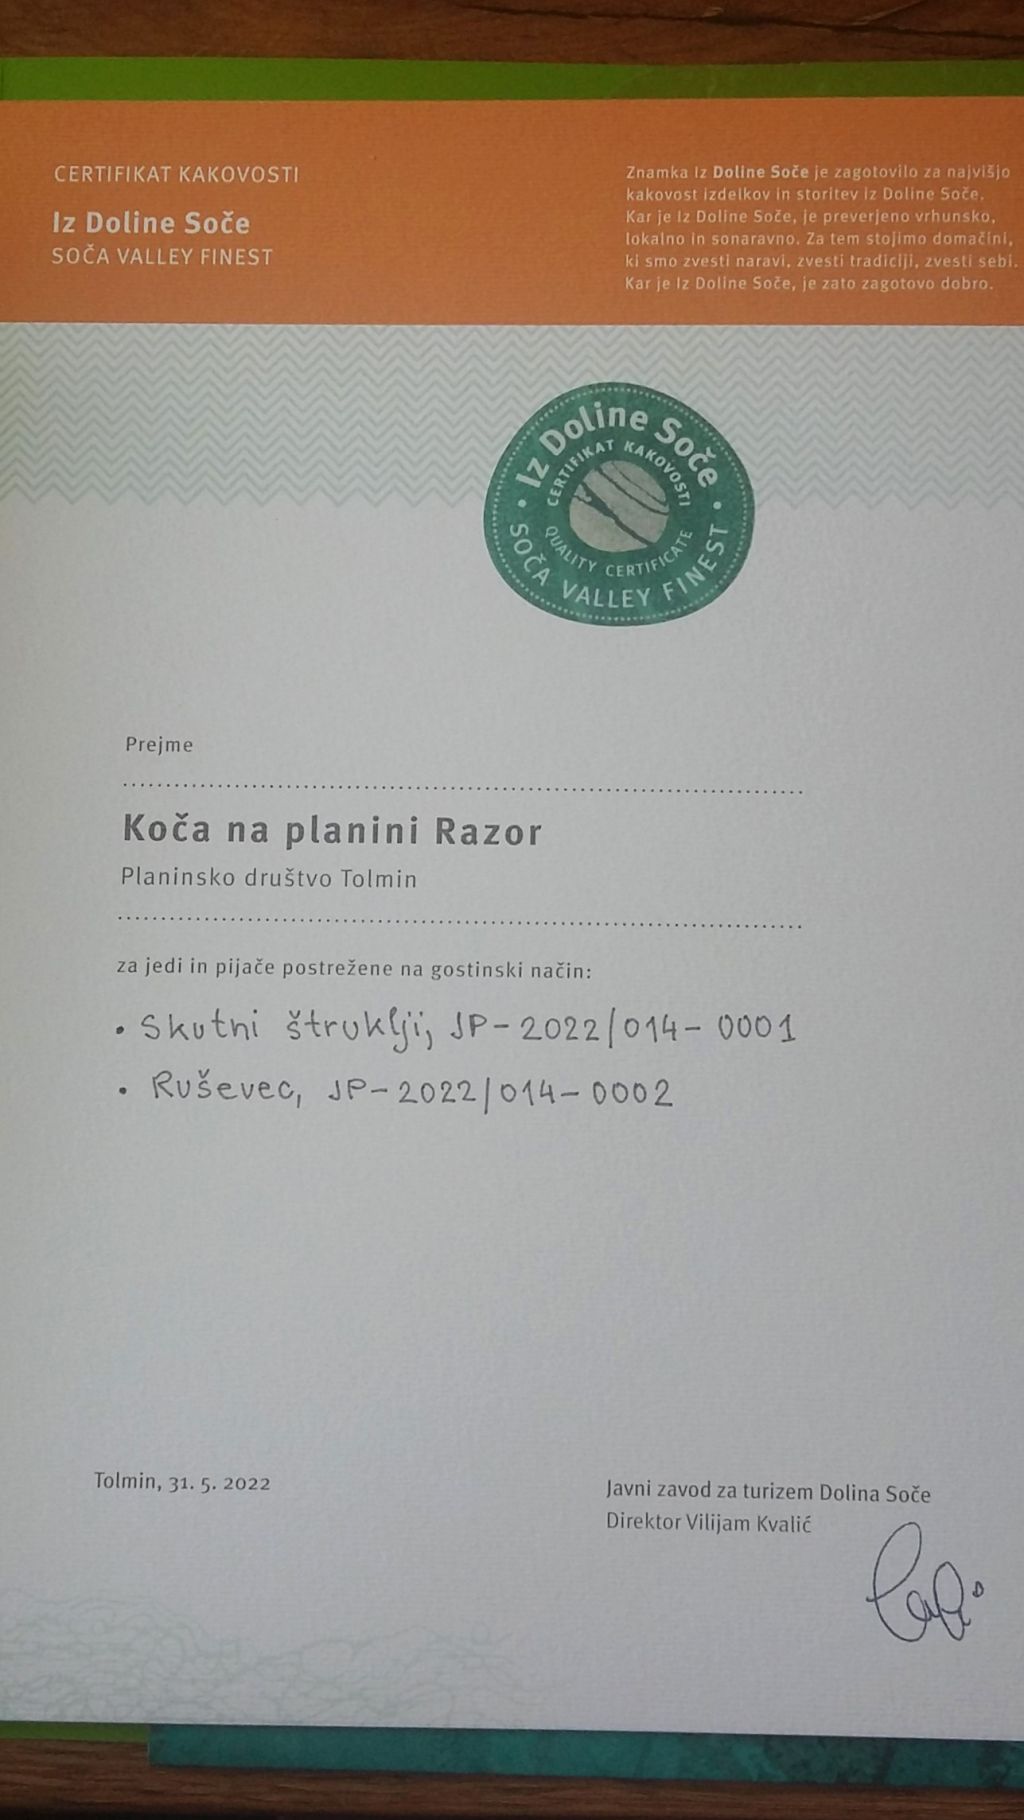 CERTIFIKAT KAKOVOSTI
Iz Doline Soče
SOČA VALLEY FINEST
Znamka Iz Doline Soče je zagotovilo za najvišjo
kakovost izdelkov in storitev iz Doline Soče.
Kar je Iz Doline Soče, je preverjeno vrhunsko,
lokalno in sonaravno. Za tem stojimo domačini,
ki smo zvesti naravi, zvesti tradiciji, zvesti sebi.
Kar je Iz Doline Soče, je zato zagotovo dobro.
• Iz Doline Soče •
CERTIFIKAT KAKOVOSTI
QUALITY CERTIFICATE
SOČA VALLEY FINEST
Prejme
Koča na planini Razor
Planinsko društvo Tolmin
za jedi in pijače postrežene na gostinski način:
• Skutni štruklji, JP-2022/014-0001
• Ruševec, JP-2022/014-0002
Tolmin, 31. 5. 2022
Javni zavod za turizem Dolina Soče
Direktor Vilijam Kvalić